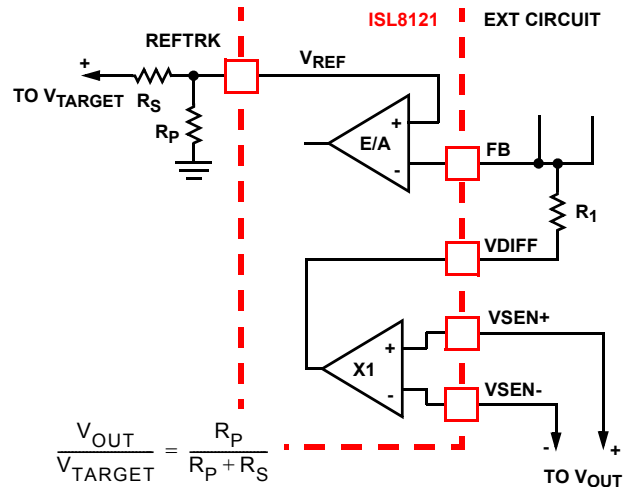 ISL8121 EXT CIRCUIT
REFTRK
VREF
+
TO VTARGET
RS
RP
+
E/A
-
FB
R1
VDIFF
VSEN+
+
X1
-
VSEN-
- +
TO VOUT
VOUT / VTARGET = RP / RP + RS